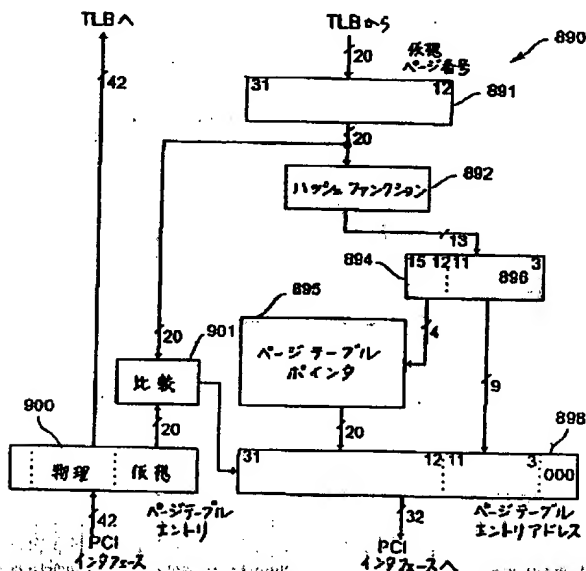 TLBへ
TLBから
890
20
仮想
ページ番号
42
31
12
891
20
ハッシュファンクション
892
13
894
15
12
11
3
896
895
ページテーブル
ポインタ
4
20
901
比較
9
20
20
898
900
物理
仮想
31
12
11
3
000
42
ページテーブル
エントリ
PCI
インタフェース
32
PCI
インタフェースへ
ページテーブル
エントリアドレス